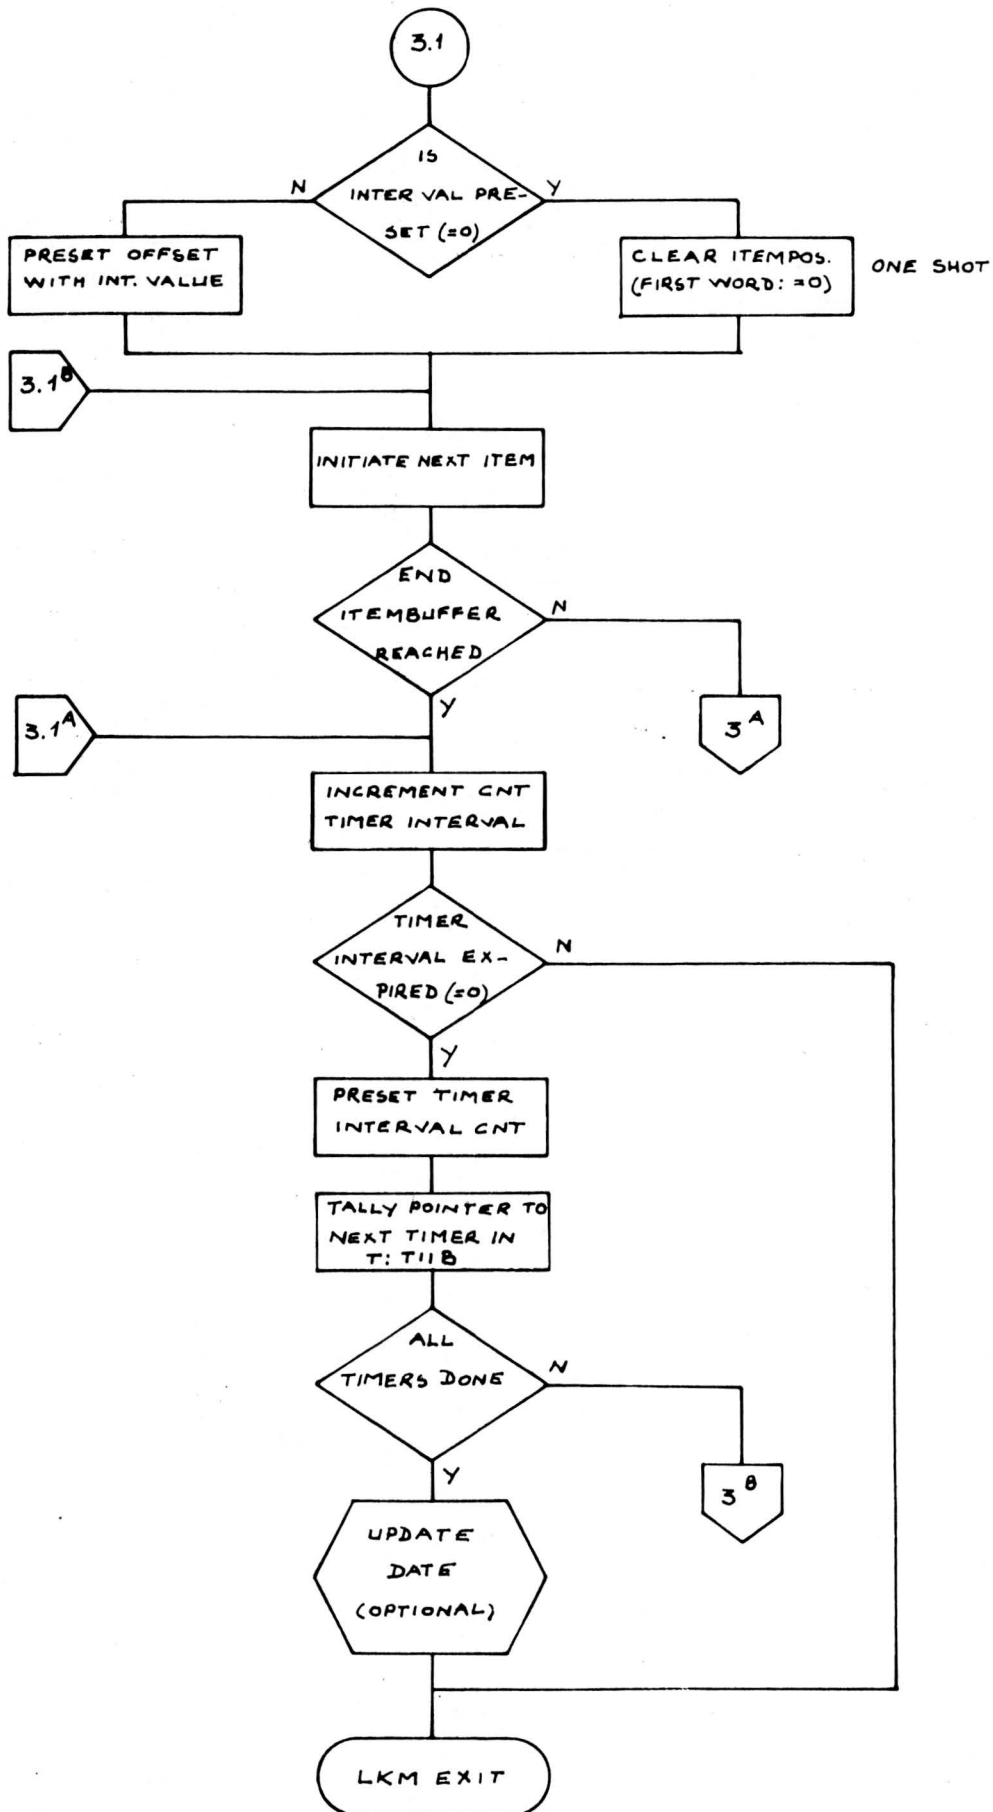 3.1
IS
INTERVAL PRE-
SET (=0)
N
Y
PRESET OFFSET
WITH INT. VALUE
CLEAR ITEMPOS.
(FIRST WORD: =0)
ONE SHOT
3.1B
INITIATE NEXT ITEM
END
ITEMBUFFER
REACHED
N
Y
3A
3.1A
INCREMENT CNT
TIMER INTERVAL
TIMER
INTERVAL EX-
PIRED (=0)
N
Y
PRESET TIMER
INTERVAL CNT
TALLY POINTER TO
NEXT TIMER IN
T: TIIB
ALL
TIMERS DONE
N
Y
3B
UPDATE
DATE
(OPTIONAL)
LKM EXIT